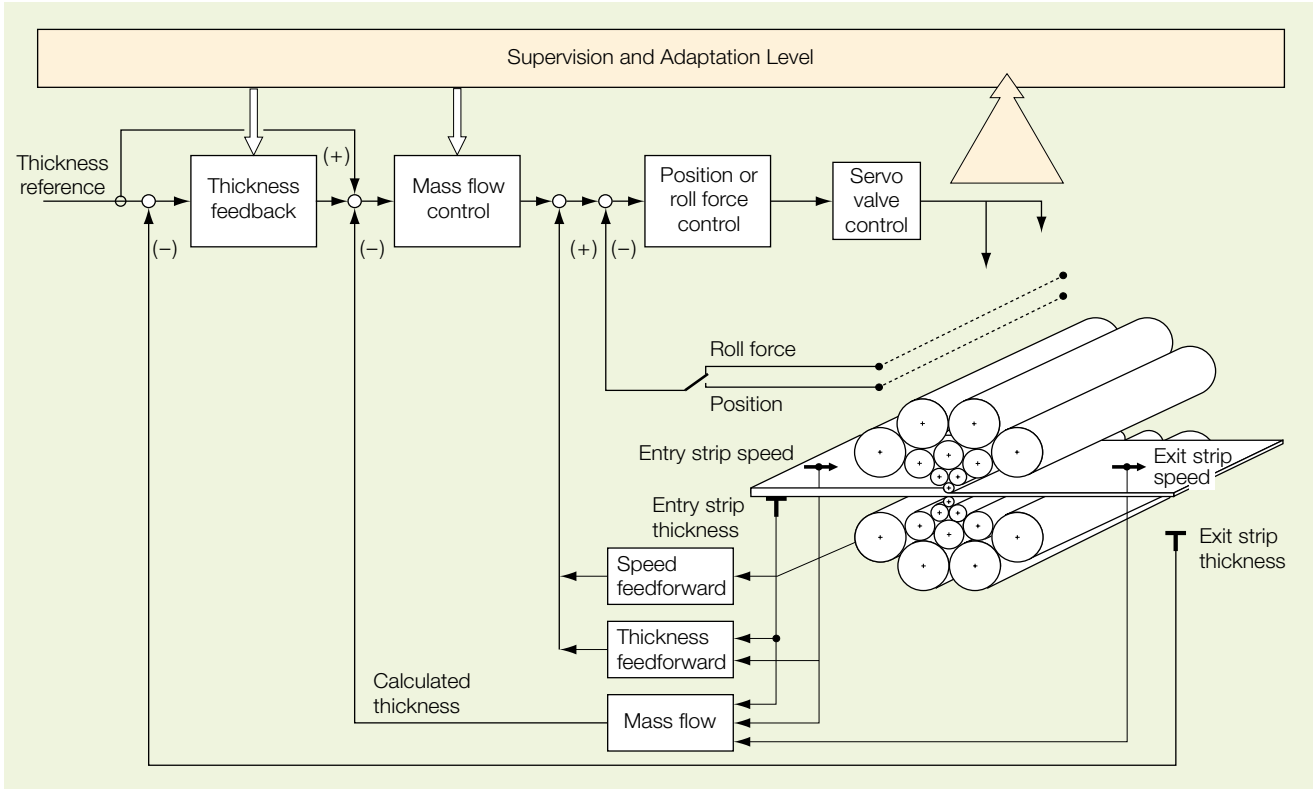 Supervision and Adaptation Level
Thickness
reference
(+)
Thickness
feedback
Mass flow
control
Position or
roll force
control
Servo
valve
control
(−)
(−)
(+)
(−)
Roll force
Position
Entry strip speed
Exit strip
speed
Entry strip
thickness
Exit strip
thickness
Speed
feedforward
Thickness
feedforward
Calculated
thickness
Mass flow